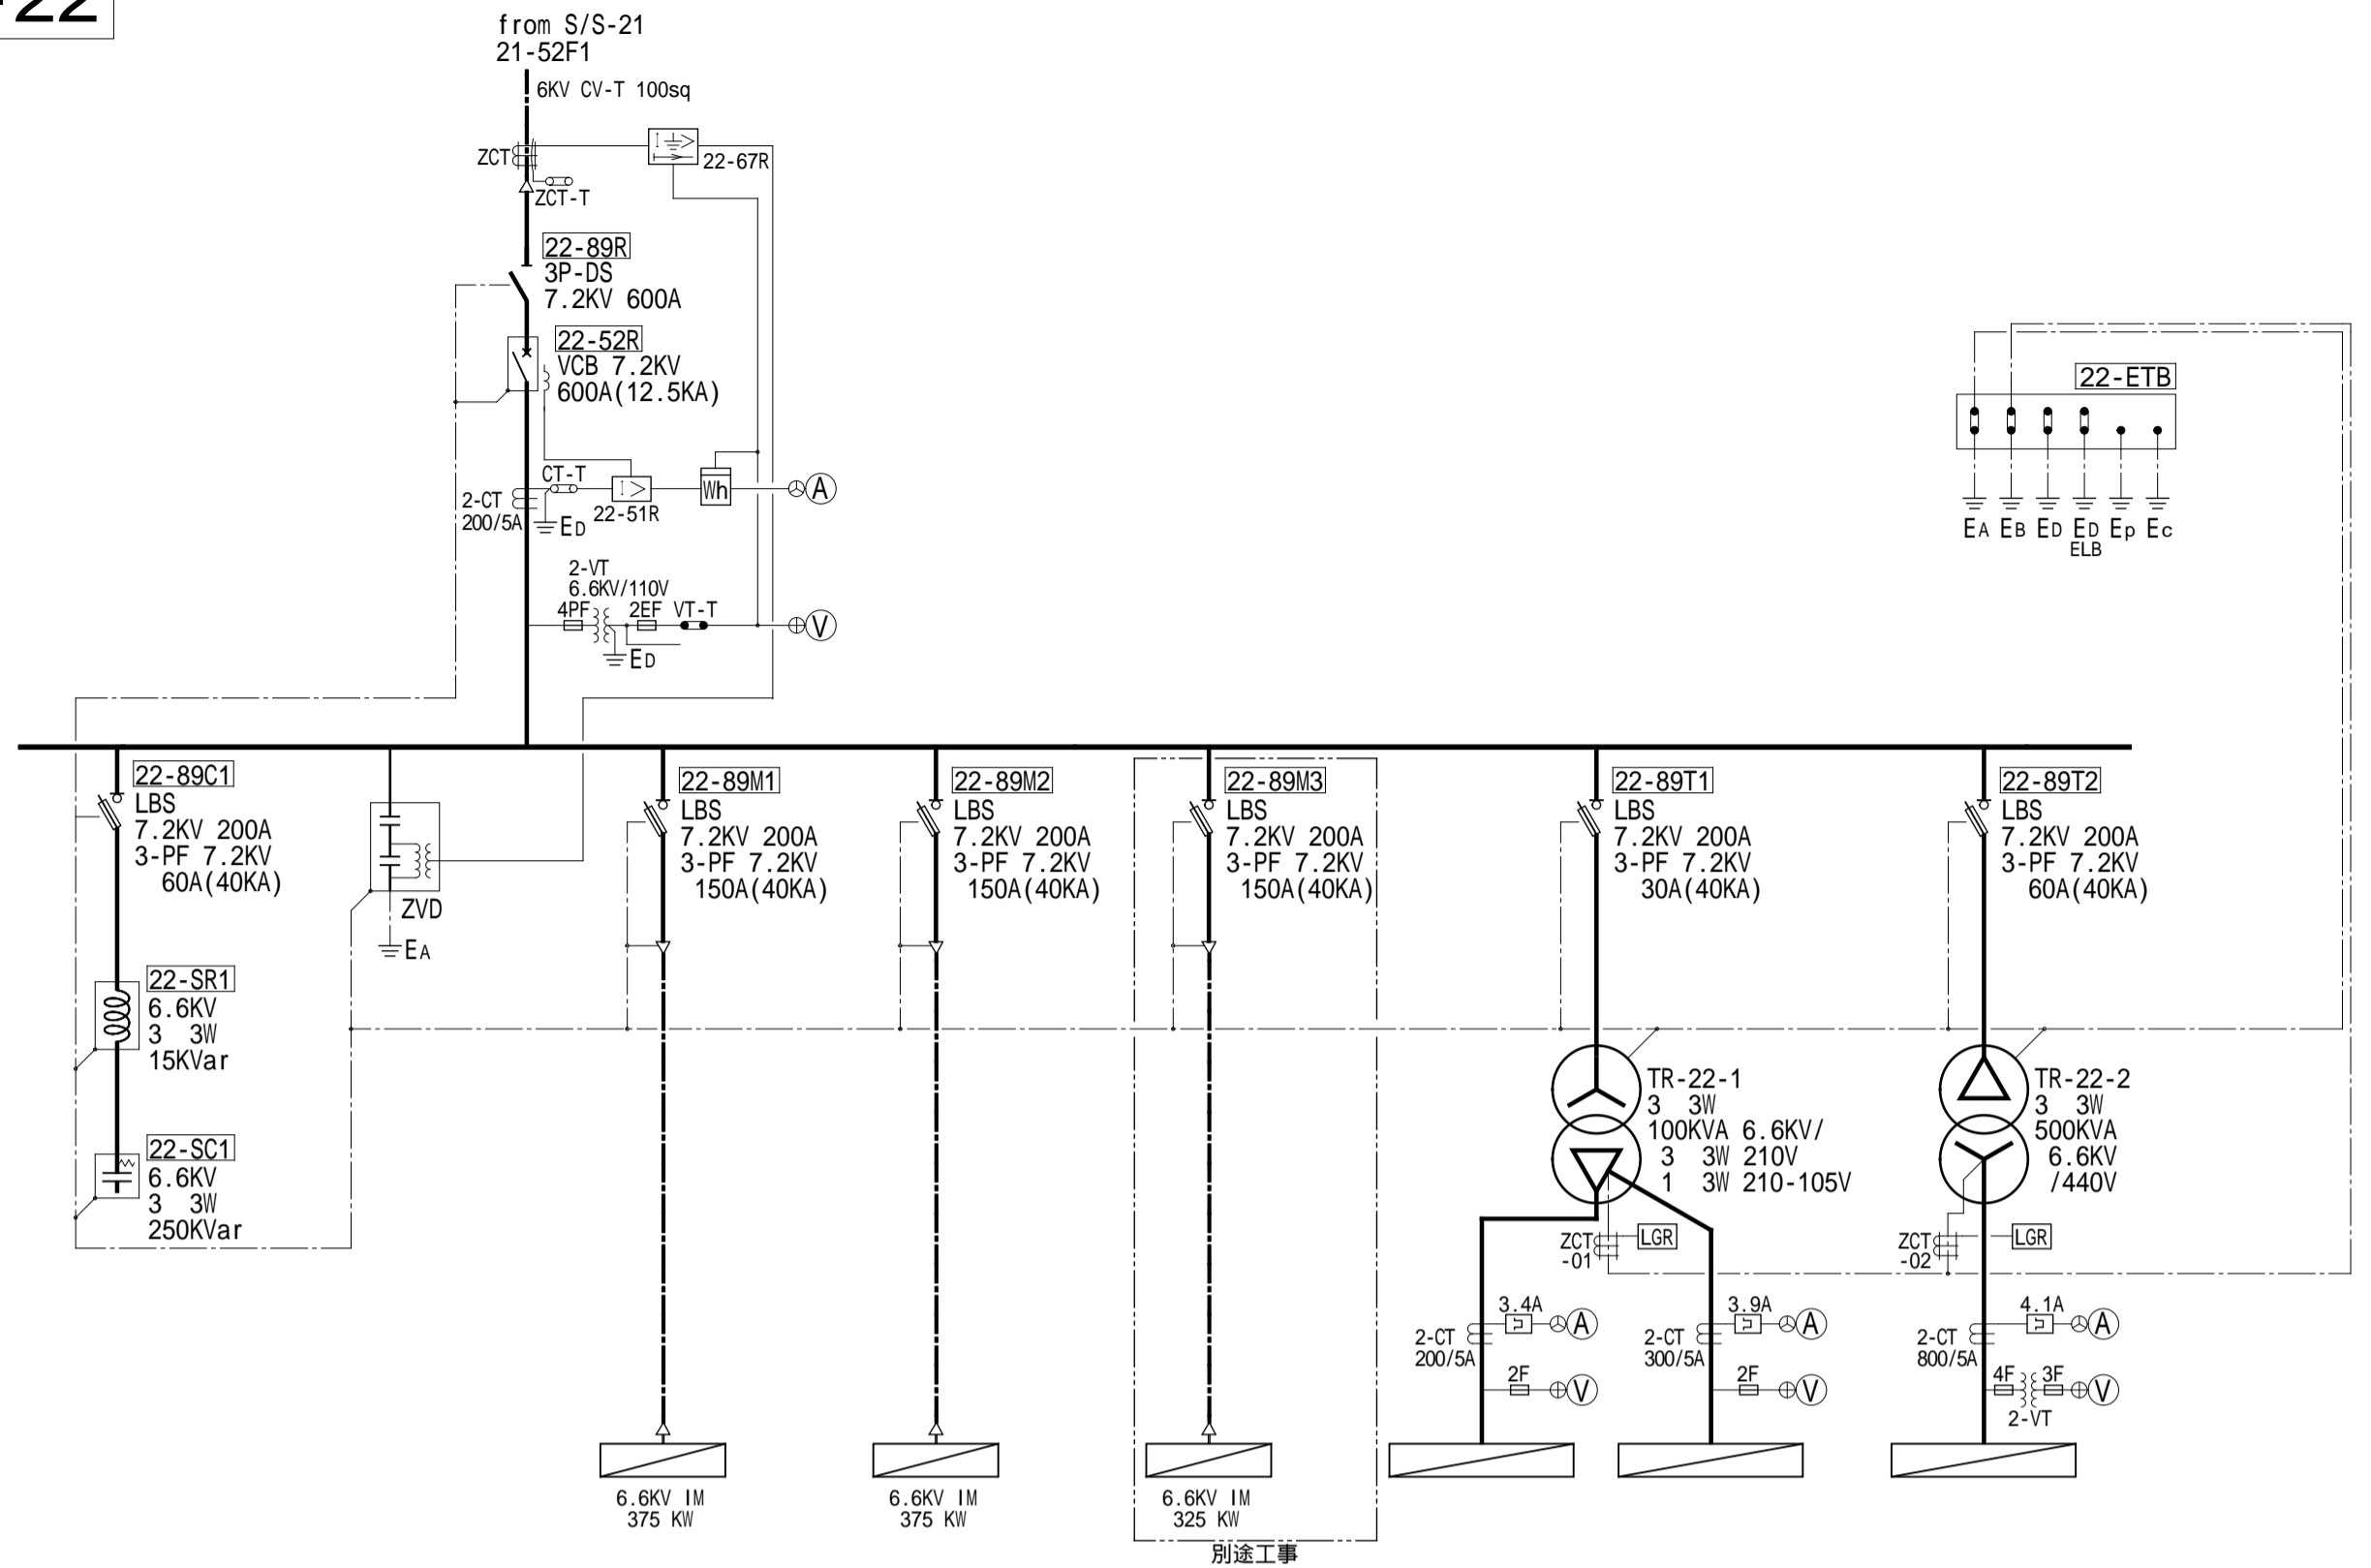 22
from S/S-21
21-52F1
6KV CV-T 100sq
ZCT
22-67R
ZCT-T
22-89R
3P-DS
7.2KV 600A
22-52R
VCB 7.2KV
600A(12.5KA)
CT-T
2-CT
200/5A
ED
22-51R
Wh
A
2-VT
6.6KV/110V
4PF
2EF
VT-T
V
ED
22-ETB
EA EB ED ED Ep Ec
ELB
22-89C1
LBS
7.2KV 200A
3-PF 7.2KV
60A(40KA)
ZVD
EA
22-SR1
6.6KV
3 3W
15KVar
22-SC1
6.6KV
3 3W
250KVar
22-89M1
LBS
7.2KV 200A
3-PF 7.2KV
150A(40KA)
6.6KV IM
375 KW
22-89M2
LBS
7.2KV 200A
3-PF 7.2KV
150A(40KA)
6.6KV IM
375 KW
22-89M3
LBS
7.2KV 200A
3-PF 7.2KV
150A(40KA)
6.6KV IM
325 KW
別途工事
22-89T1
LBS
7.2KV 200A
3-PF 7.2KV
30A(40KA)
TR-22-1
3 3W
100KVA 6.6KV/
3 3W 210V
1 3W 210-105V
ZCT
-01
LGR
3.4A
A
2-CT
200/5A
2F
V
3.9A
A
2-CT
300/5A
2F
V
22-89T2
LBS
7.2KV 200A
3-PF 7.2KV
60A(40KA)
TR-22-2
3 3W
500KVA
6.6KV
/440V
ZCT
-02
LGR
4.1A
A
2-CT
800/5A
4F
3F
V
2-VT